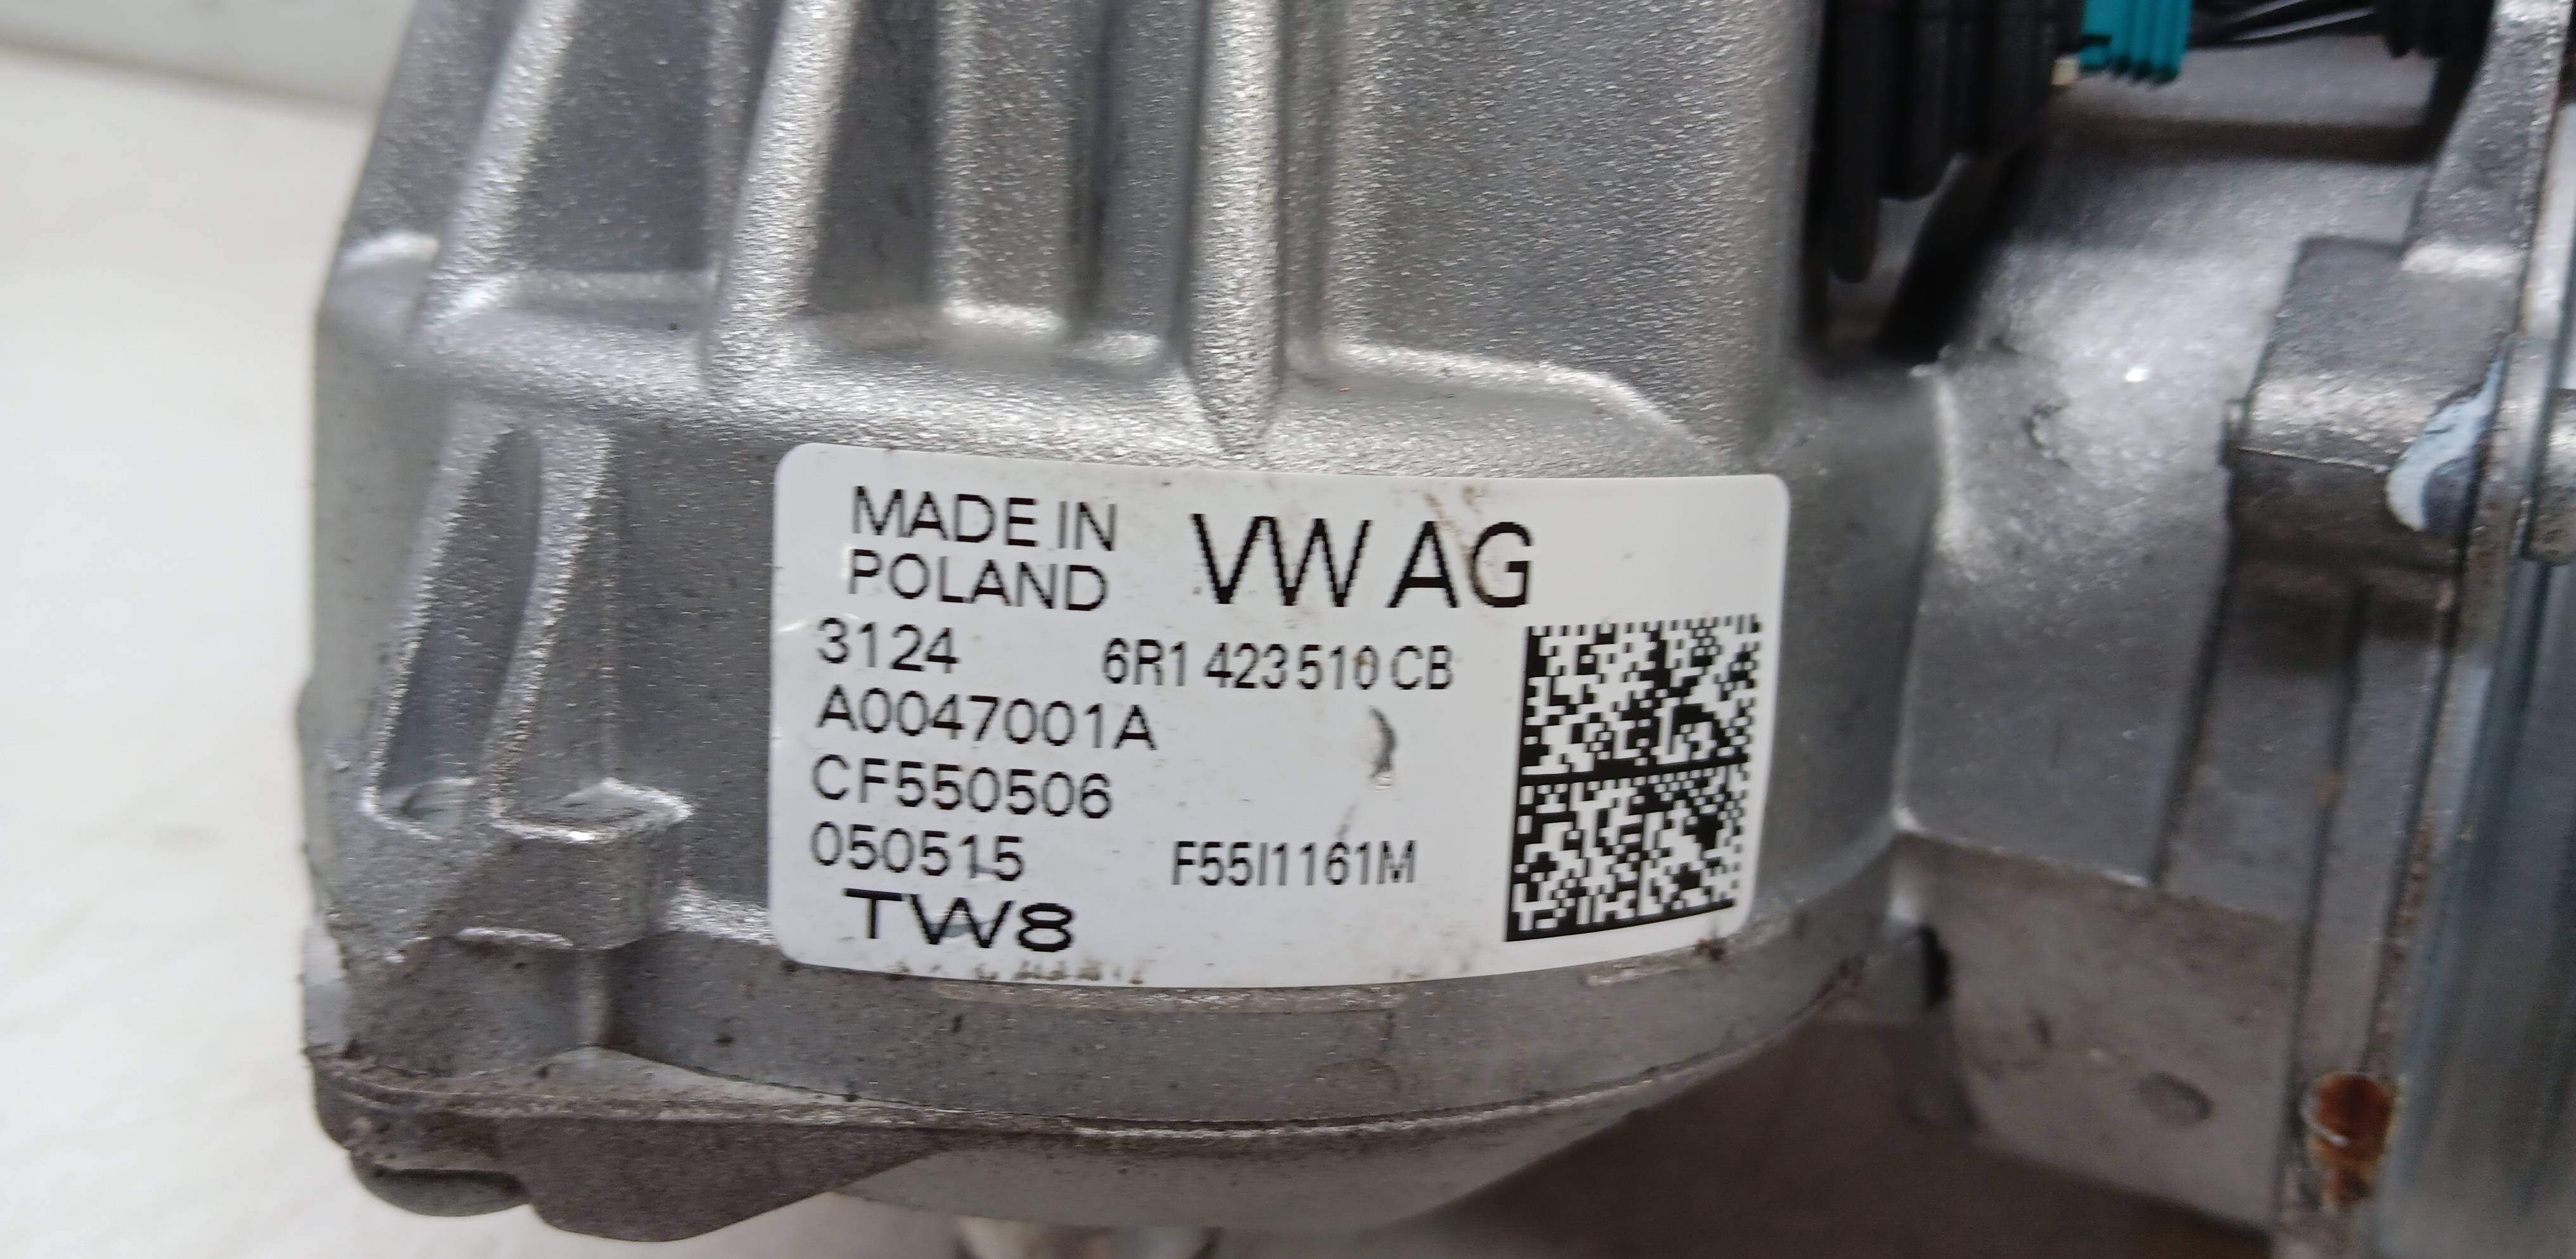 MADE IN
POLAND
VW AG
3124
6R1 423 510 CB
A0047001A
CF550506
050515
F55I1161M
TW8